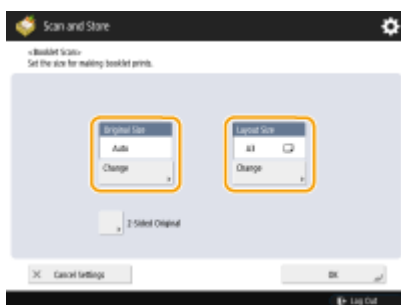 Scan and Store
<Booklet Scan>
Set the size for making booklet prints.
Original Size
Layout Size
Auto
A3
Change
Change
2-Sided Original
Cancel Settings
OK
Log Out